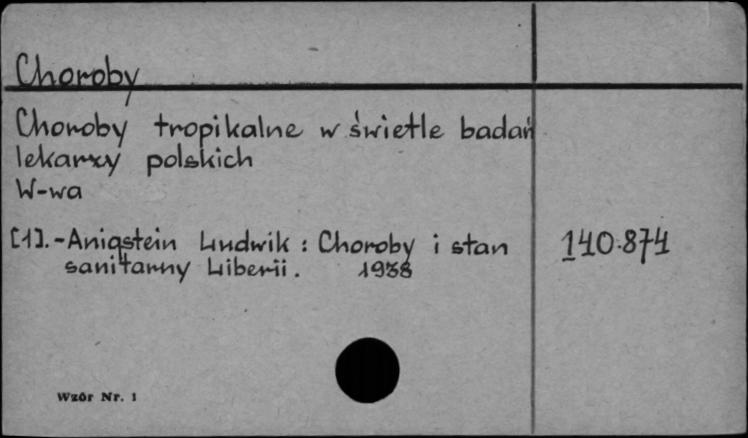 Choroby
Choroby tropikalne w świetle badań
lekarzy polskich
W-wa
[1]. - Anigstein Ludwik : Choroby i stan 140.874
sanitarny Liberii. 1938
Wzór Nr. 1